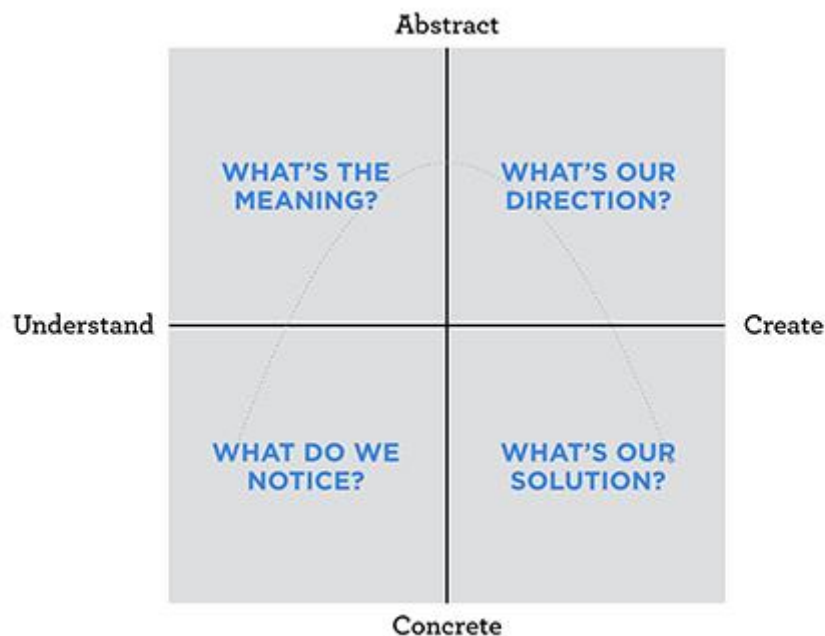 Abstract
WHAT'S THE
MEANING?
WHAT'S OUR
DIRECTION?
Understand
Create
WHAT DO WE
NOTICE?
WHAT'S OUR
SOLUTION?
Concrete